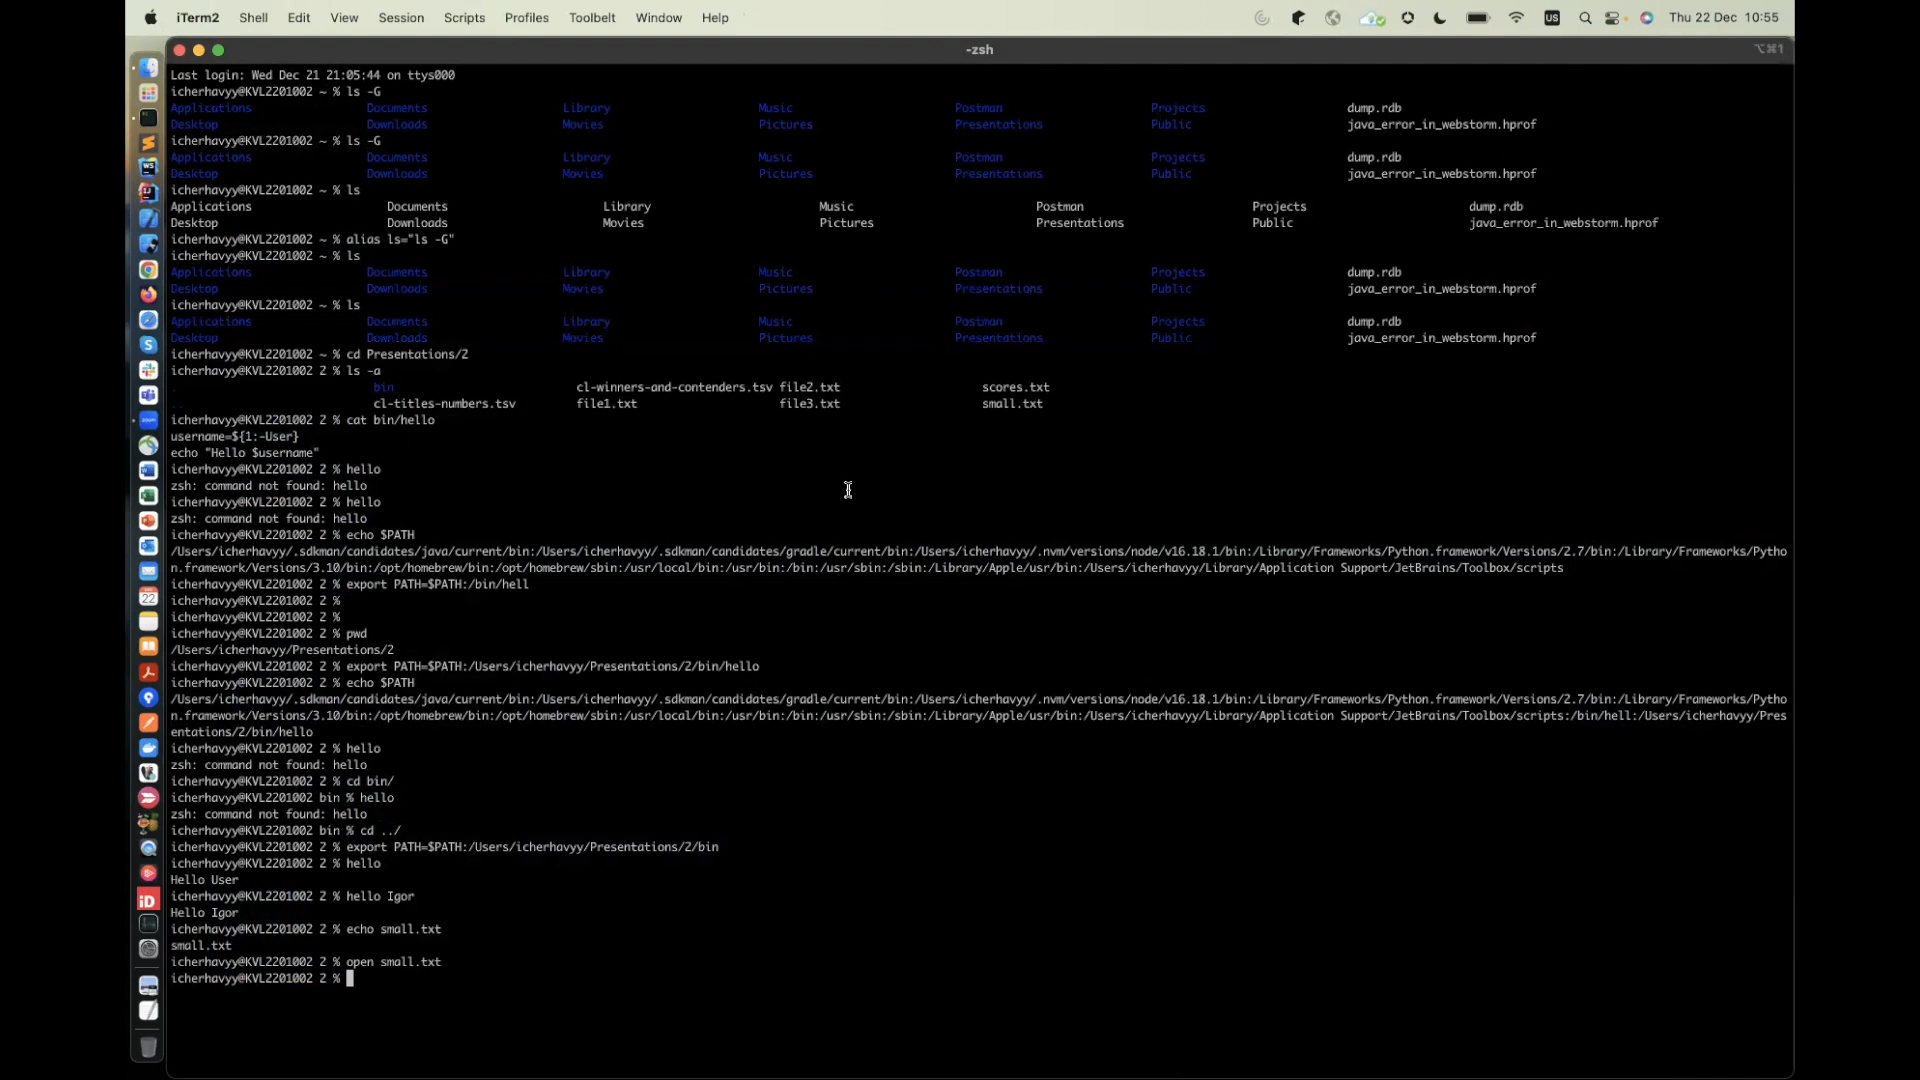 iTerm2 Shell Edit View Session Scripts Profiles Toolbelt Window Help US Thu 22 Dec 10:55
-zsh ⌥⌘1
Last login: Wed Dec 21 21:05:44 on ttys000
icherhavyy@KVL2201002 ~ % ls -G
Applications Documents Library Music Postman Projects dump.rdb
Desktop Downloads Movies Pictures Presentations Public java_error_in_webstorm.hprof
icherhavyy@KVL2201002 ~ % ls -G
Applications Documents Library Music Postman Projects dump.rdb
Desktop Downloads Movies Pictures Presentations Public java_error_in_webstorm.hprof
icherhavyy@KVL2201002 ~ % ls
Applications Documents Library Music Postman Projects dump.rdb
Desktop Downloads Movies Pictures Presentations Public java_error_in_webstorm.hprof
icherhavyy@KVL2201002 ~ % alias ls="ls -G"
icherhavyy@KVL2201002 ~ % ls
Applications Documents Library Music Postman Projects dump.rdb
Desktop Downloads Movies Pictures Presentations Public java_error_in_webstorm.hprof
icherhavyy@KVL2201002 ~ % ls
Applications Documents Library Music Postman Projects dump.rdb
Desktop Downloads Movies Pictures Presentations Public java_error_in_webstorm.hprof
icherhavyy@KVL2201002 ~ % cd Presentations/2
icherhavyy@KVL2201002 2 % ls -a
. bin cl-winners-and-contenders.tsv file2.txt scores.txt
.. cl-titles-numbers.tsv file1.txt file3.txt small.txt
icherhavyy@KVL2201002 2 % cat bin/hello
username=${1:-User}
echo "Hello $username"
icherhavyy@KVL2201002 2 % hello
zsh: command not found: hello
icherhavyy@KVL2201002 2 % hello
zsh: command not found: hello
icherhavyy@KVL2201002 2 % echo $PATH
/Users/icherhavyy/.sdkman/candidates/java/current/bin:/Users/icherhavyy/.sdkman/candidates/gradle/current/bin:/Users/icherhavyy/.nvm/versions/node/v16.18.1/bin:/Library/Frameworks/Python.framework/Versions/2.7/bin:/Library/Frameworks/Pytho
n.framework/Versions/3.10/bin:/opt/homebrew/bin:/opt/homebrew/sbin:/usr/local/bin:/usr/bin:/bin:/usr/sbin:/sbin:/Library/Apple/usr/bin:/Users/icherhavyy/Library/Application Support/JetBrains/Toolbox/scripts
icherhavyy@KVL2201002 2 % export PATH=$PATH:/bin/hell
icherhavyy@KVL2201002 2 %
icherhavyy@KVL2201002 2 %
icherhavyy@KVL2201002 2 % pwd
/Users/icherhavyy/Presentations/2
icherhavyy@KVL2201002 2 % export PATH=$PATH:/Users/icherhavyy/Presentations/2/bin/hello
icherhavyy@KVL2201002 2 % echo $PATH
/Users/icherhavyy/.sdkman/candidates/java/current/bin:/Users/icherhavyy/.sdkman/candidates/gradle/current/bin:/Users/icherhavyy/.nvm/versions/node/v16.18.1/bin:/Library/Frameworks/Python.framework/Versions/2.7/bin:/Library/Frameworks/Pytho
n.framework/Versions/3.10/bin:/opt/homebrew/bin:/opt/homebrew/sbin:/usr/local/bin:/usr/bin:/bin:/usr/sbin:/sbin:/Library/Apple/usr/bin:/Users/icherhavyy/Library/Application Support/JetBrains/Toolbox/scripts:/bin/hell:/Users/icherhavyy/Pres
entations/2/bin/hello
icherhavyy@KVL2201002 2 % hello
zsh: command not found: hello
icherhavyy@KVL2201002 2 % cd bin/
icherhavyy@KVL2201002 bin % hello
zsh: command not found: hello
icherhavyy@KVL2201002 bin % cd ../
icherhavyy@KVL2201002 2 % export PATH=$PATH:/Users/icherhavyy/Presentations/2/bin
icherhavyy@KVL2201002 2 % hello
Hello User
icherhavyy@KVL2201002 2 % hello Igor
Hello Igor
icherhavyy@KVL2201002 2 % echo small.txt
small.txt
icherhavyy@KVL2201002 2 % open small.txt
icherhavyy@KVL2201002 2 %